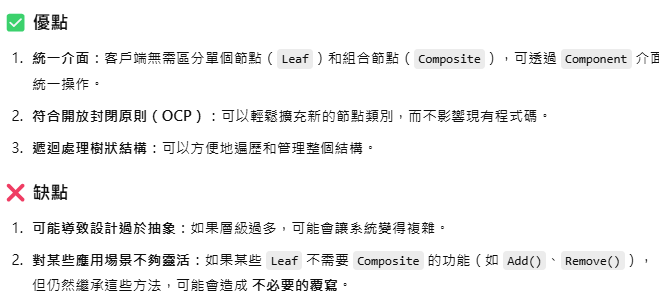 ✅ 優點
1. 統一介面：客戶端無需區分單個節點（ Leaf ）和組合節點（ Composite ），可透過 Component 介面
統一操作。
2. 符合開放封閉原則（OCP）：可以輕鬆擴充新的節點類別，而不影響現有程式碼。
3. 遞迴處理樹狀結構：可以方便地遍歷和管理整個結構。
❌ 缺點
1. 可能導致設計過於抽象：如果層級過多，可能會讓系統變得複雜。
2. 對某些應用場景不夠靈活：如果某些 Leaf 不需要 Composite 的功能（如 Add()、Remove()），
但仍然繼承這些方法，可能會造成 不必要的覆寫。